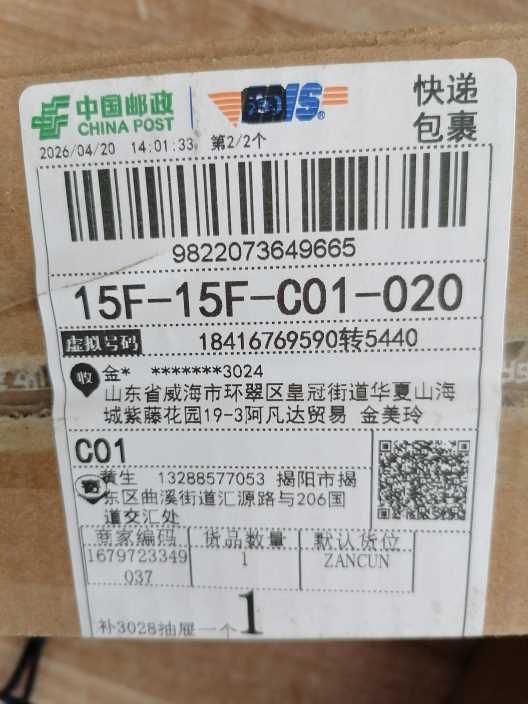 中国邮政
CHINA POST
EMS
快递
包裹
2026/04/20 14:01:33 第2/2个
9822073649665
15F-15F-C01-020
虚拟号码 18416769590转5440
收 金* *******3024
山东省威海市环翠区皇冠街道华夏山海
城紫藤花园19-3阿凡达贸易 金美玲
C01
寄 黄生 13288577053 揭阳市揭
东区曲溪街道汇源路与206国
道交汇处
商家编码 货品数量 默认货位
1679723349 1 ZANCUN
037
补3028抽屉一个 1